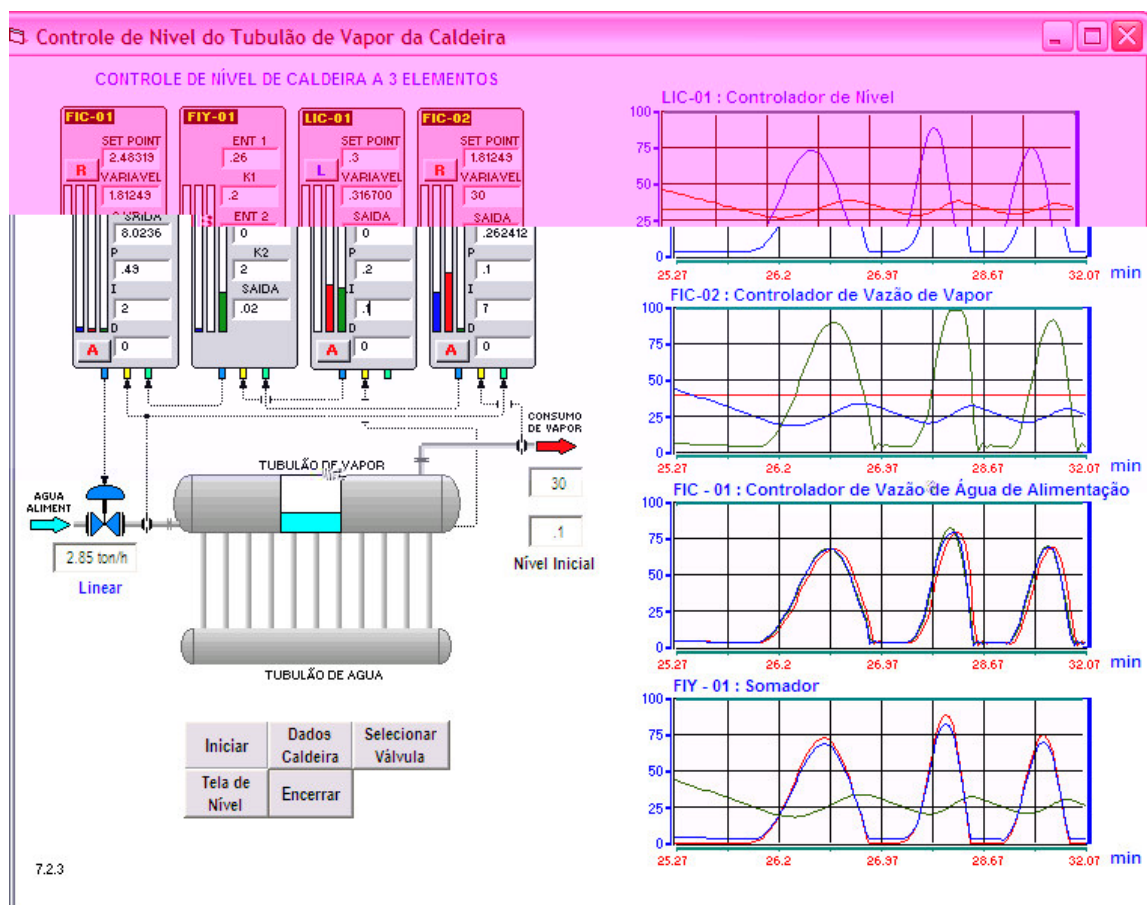 Controle de Nivel do Tubulão de Vapor da Caldeira
CONTROLE DE NÍVEL DE CALDEIRA A 3 ELEMENTOS
FIC-01
SET POINT
R
2.48319
VARIAVEL
1.81249
SAIDA
8.0236
P
.49
I
2
D
A
0
FIY-01
ENT 1
.26
K1
.2
ENT 2
0
K2
2
SAIDA
.02
LIC-01
SET POINT
L
.3
VARIAVEL
.316700
SAIDA
0
P
.2
I
.1
D
A
0
FIC-02
SET POINT
R
1.81249
VARIAVEL
30
SAIDA
.262412
P
.1
I
7
D
A
0
CONSUMO
DE VAPOR
30
.1
Nível Inicial
TUBULÃO DE VAPOR
AGUA
ALIMENT
2.85 ton/h
Linear
TUBULÃO DE AGUA
Iniciar
Dados
Caldeira
Selecionar
Válvula
Tela de
Nível
Encerrar
7.2.3
LIC-01 : Controlador de Nível
100
75
50
25
0
25.27 26.2 26.97 28.67 32.07 min
FIC-02 : Controlador de Vazão de Vapor
100
75
50
25
0
25.27 26.2 26.97 28.67 32.07 min
FIC - 01 : Controlador de Vazão de Água de Alimentação
100
75
50
25
0
25.27 26.2 26.97 28.67 32.07 min
FIY - 01 : Somador
100
75
50
25
0
25.27 26.2 26.97 28.67 32.07 min